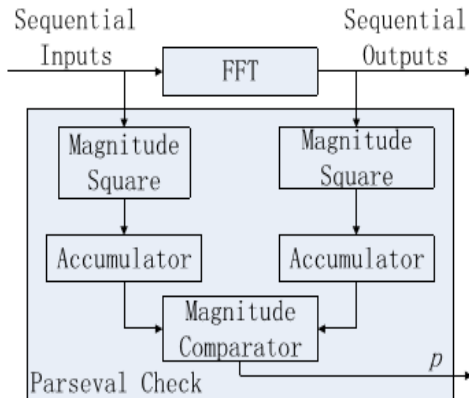 Sequential
Inputs
Sequential
Outputs
FFT
Magnitude
Square
Magnitude
Square
Accumulator
Accumulator
Magnitude
Comparator
p
Parseval Check